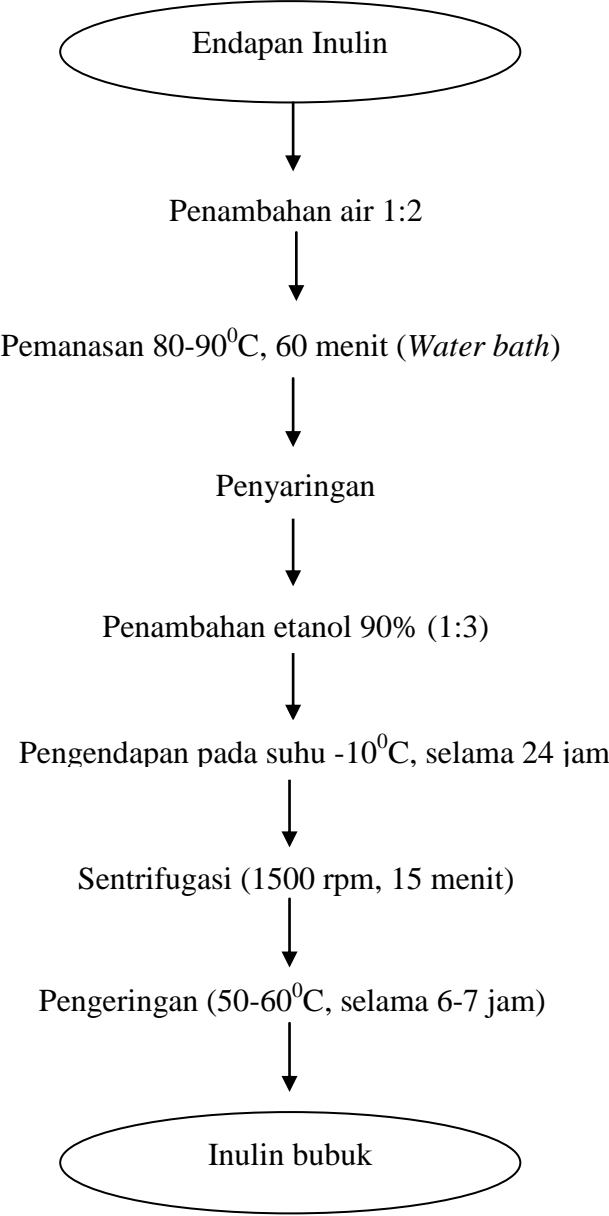 Endapan Inulin
Penambahan air 1:2
Pemanasan 80-90⁰C, 60 menit (Water bath)
Penyaringan
Penambahan etanol 90% (1:3)
Pengendapan pada suhu -10⁰C, selama 24 jam
Sentrifugasi (1500 rpm, 15 menit)
Pengeringan (50-60⁰C, selama 6-7 jam)
Inulin bubuk